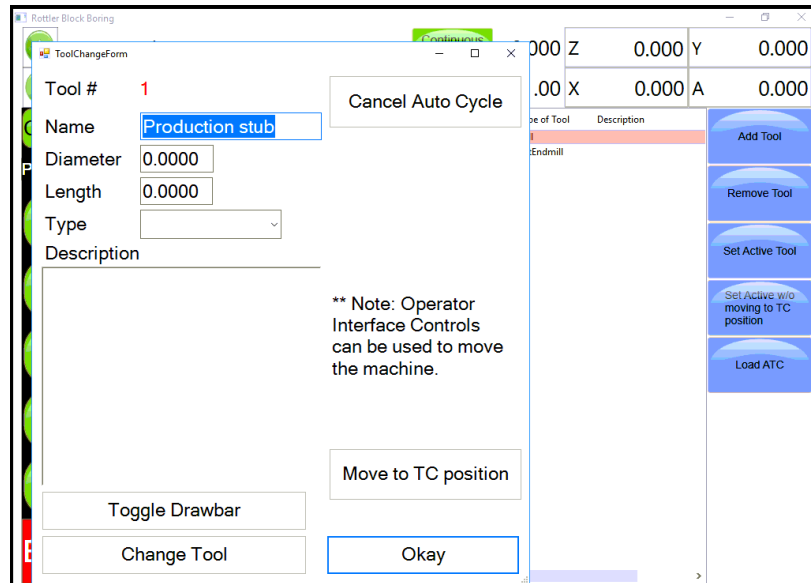 Rottler Block Boring
ToolChangeForm
Continuous
0.000 Z 0.000 Y 0.000
.00 X 0.000 A 0.000
Tool # 1
Cancel Auto Cycle
Name Production stub
Diameter 0.0000
Length 0.0000
Type
Description
** Note: Operator
Interface Controls
can be used to move
the machine.
Move to TC position
Toggle Drawbar
Change Tool
Okay
of Tool Description
Endmill
Add Tool
Remove Tool
Set Active Tool
Set Active w/o
moving to TC
position
Load ATC